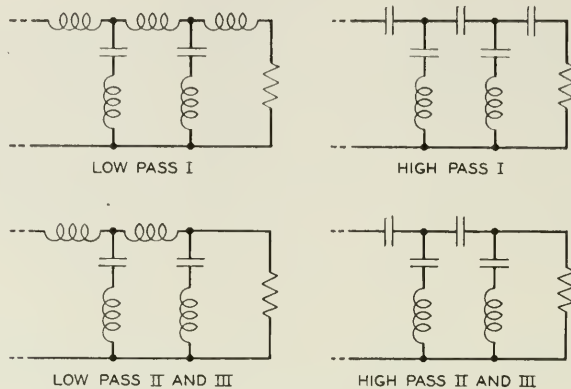 LOW PASS I
HIGH PASS I
LOW PASS II AND III
HIGH PASS II AND III